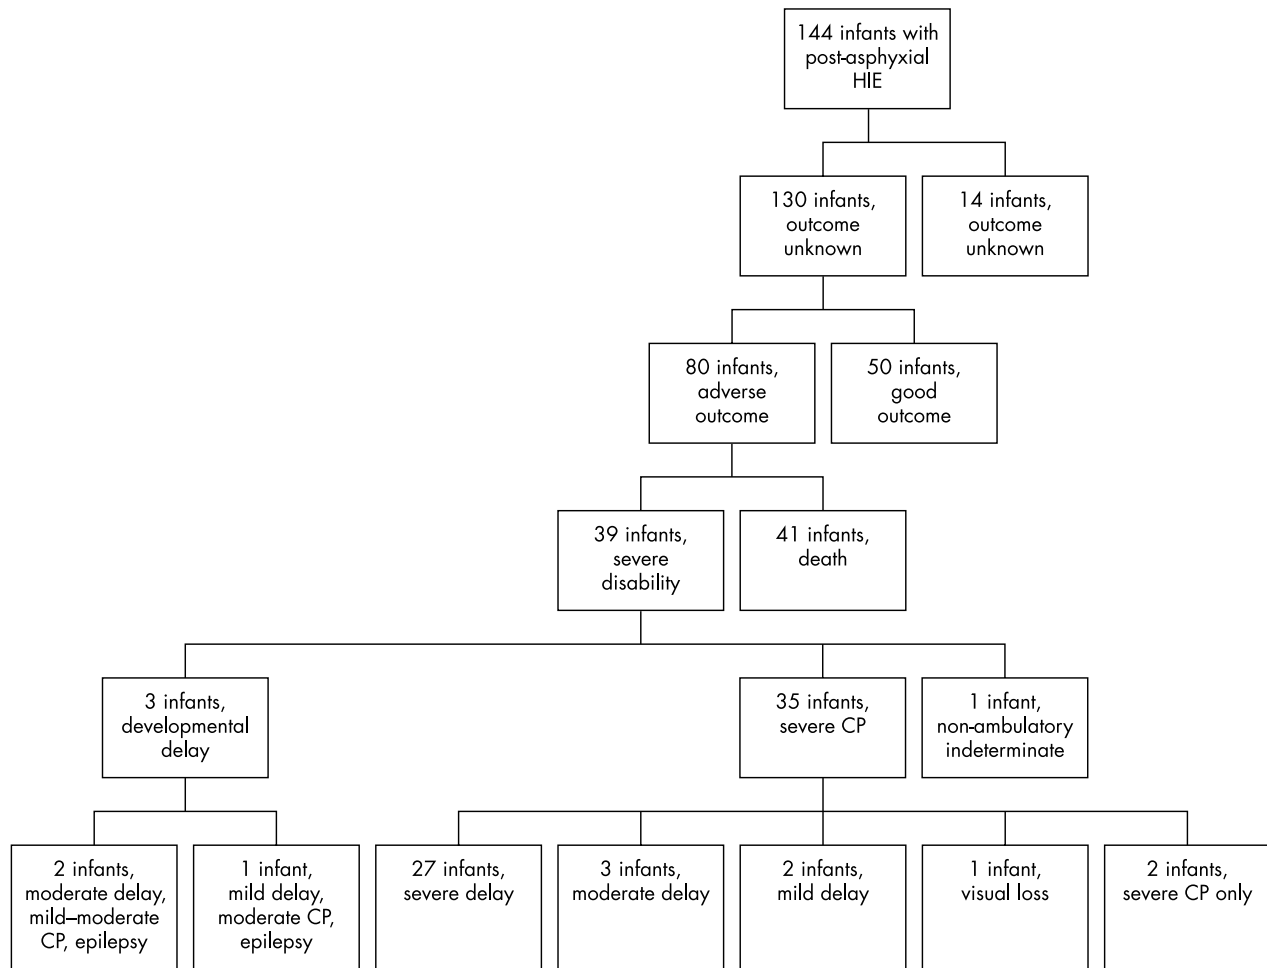 144 infants with
post-asphyxial
HIE
130 infants,
outcome
unknown
14 infants,
outcome
unknown
80 infants,
adverse
outcome
50 infants,
good
outcome
39 infants,
severe
disability
41 infants,
death
3 infants,
developmental
delay
35 infants,
severe CP
1 infant,
non-ambulatory
indeterminate
2 infants,
moderate delay,
mild–moderate
CP, epilepsy
1 infant,
mild delay,
moderate CP,
epilepsy
27 infants,
severe delay
3 infants,
moderate delay
2 infants,
mild delay
1 infant,
visual loss
2 infants,
severe CP only